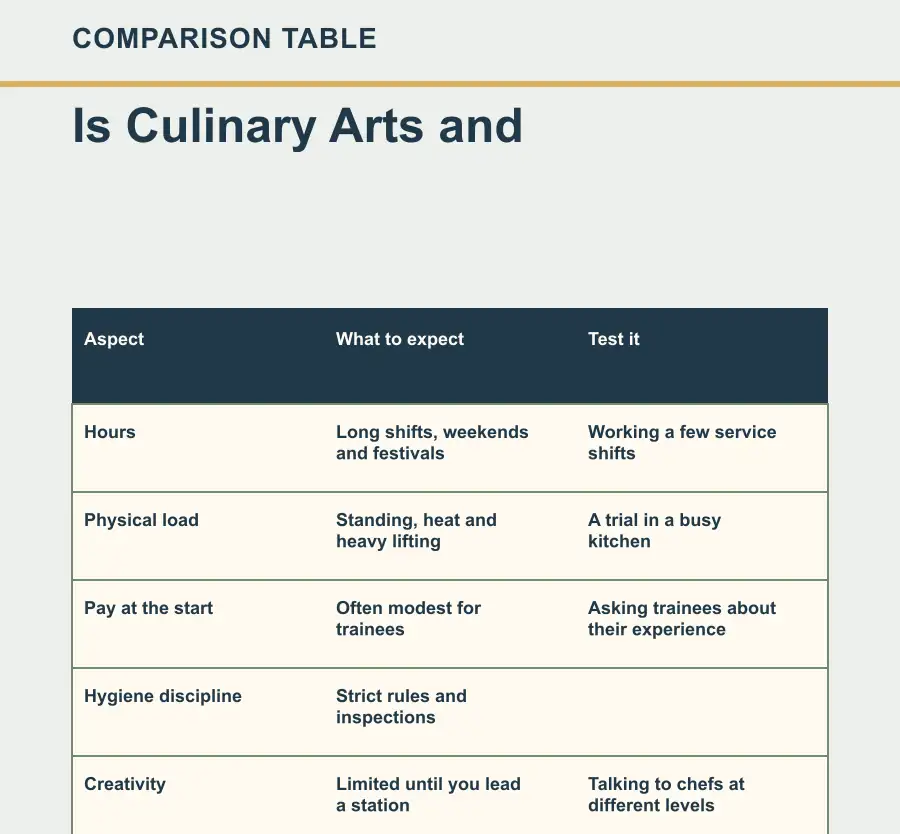 COMPARISON TABLE
Is Culinary Arts and
Aspect What to expect Test it
Hours Long shifts, weekends Working a few service
and festivals shifts
Physical load Standing, heat and A trial in a busy
heavy lifting kitchen
Pay at the start Often modest for Asking trainees about
trainees their experience
Hygiene discipline Strict rules and
inspections
Creativity Limited until you lead Talking to chefs at
a station different levels